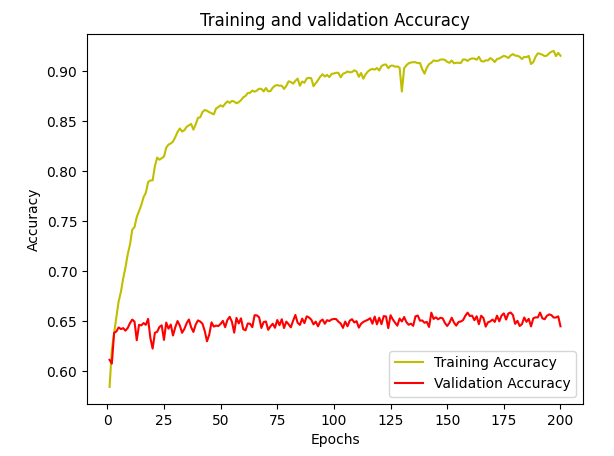 Training and validation Accuracy
Accuracy
0.90
0.85
0.80
0.75
0.70
0.65
0.60
Training Accuracy
Validation Accuracy
0 25 50 75 100 125 150 175 200
Epochs